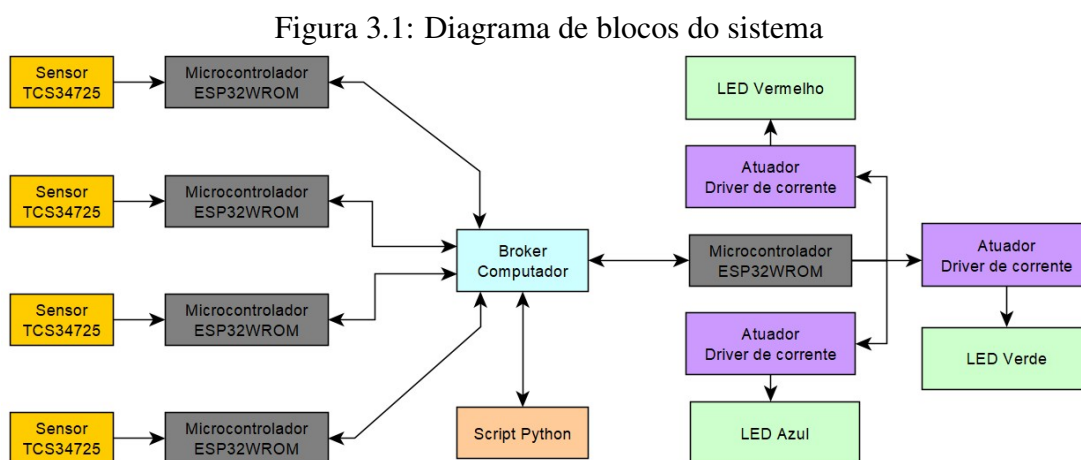 Figura 3.1: Diagrama de blocos do sistema
Sensor
TCS34725
Microcontrolador
ESP32WROM
Sensor
TCS34725
Microcontrolador
ESP32WROM
Sensor
TCS34725
Microcontrolador
ESP32WROM
Sensor
TCS34725
Microcontrolador
ESP32WROM
Broker
Computador
Script Python
LED Vermelho
Atuador
Driver de corrente
Microcontrolador
ESP32WROM
Atuador
Driver de corrente
LED Azul
Atuador
Driver de corrente
LED Verde